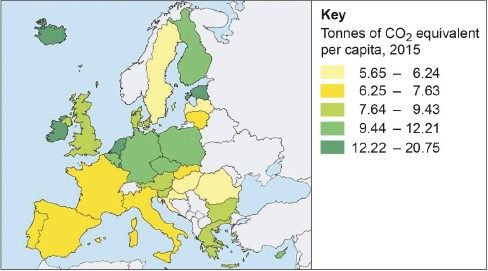 Key
Tonnes of CO₂ equivalent
per capita, 2015
5.65 – 6.24
6.25 – 7.63
7.64 – 9.43
9.44 – 12.21
12.22 – 20.75